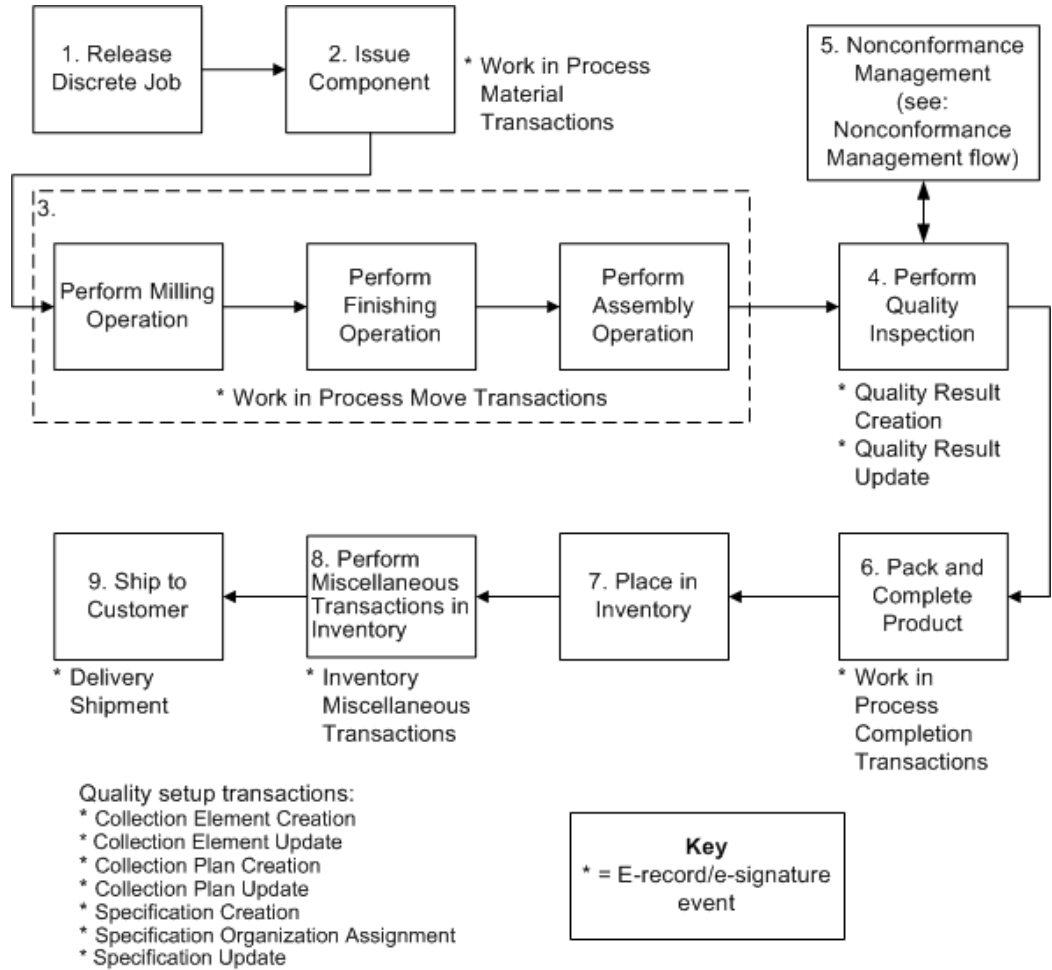 1. Release
Discrete Job
2. Issue
Component
* Work in Process
Material
Transactions
5. Nonconformance
Management
(see:
Nonconformance
Management flow)
3.
Perform Milling
Operation
Perform
Finishing
Operation
Perform
Assembly
Operation
4. Perform
Quality
Inspection
* Work in Process Move Transactions
* Quality Result
Creation
* Quality Result
Update
9. Ship to
Customer
8. Perform
Miscellaneous
Transactions in
Inventory
7. Place in
Inventory
6. Pack and
Complete
Product
* Delivery
Shipment
* Inventory
Miscellaneous
Transactions
* Work in
Process
Completion
Transactions
Quality setup transactions:
* Collection Element Creation
* Collection Element Update
* Collection Plan Creation
* Collection Plan Update
* Specification Creation
* Specification Organization Assignment
* Specification Update
Key
* = E-record/e-signature
event